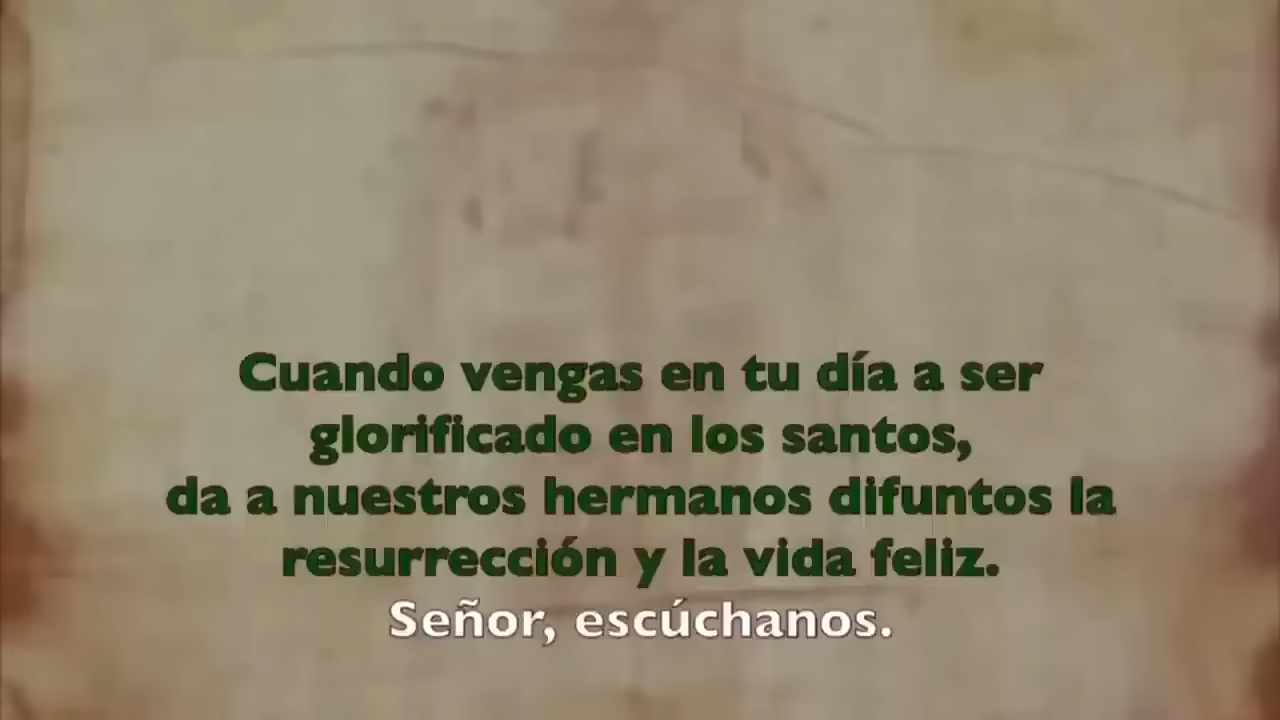 Cuando vengas en tu día a ser
glorificado en los santos,
da a nuestros hermanos difuntos la
resurrección y la vida feliz.
Señor, escúchanos.